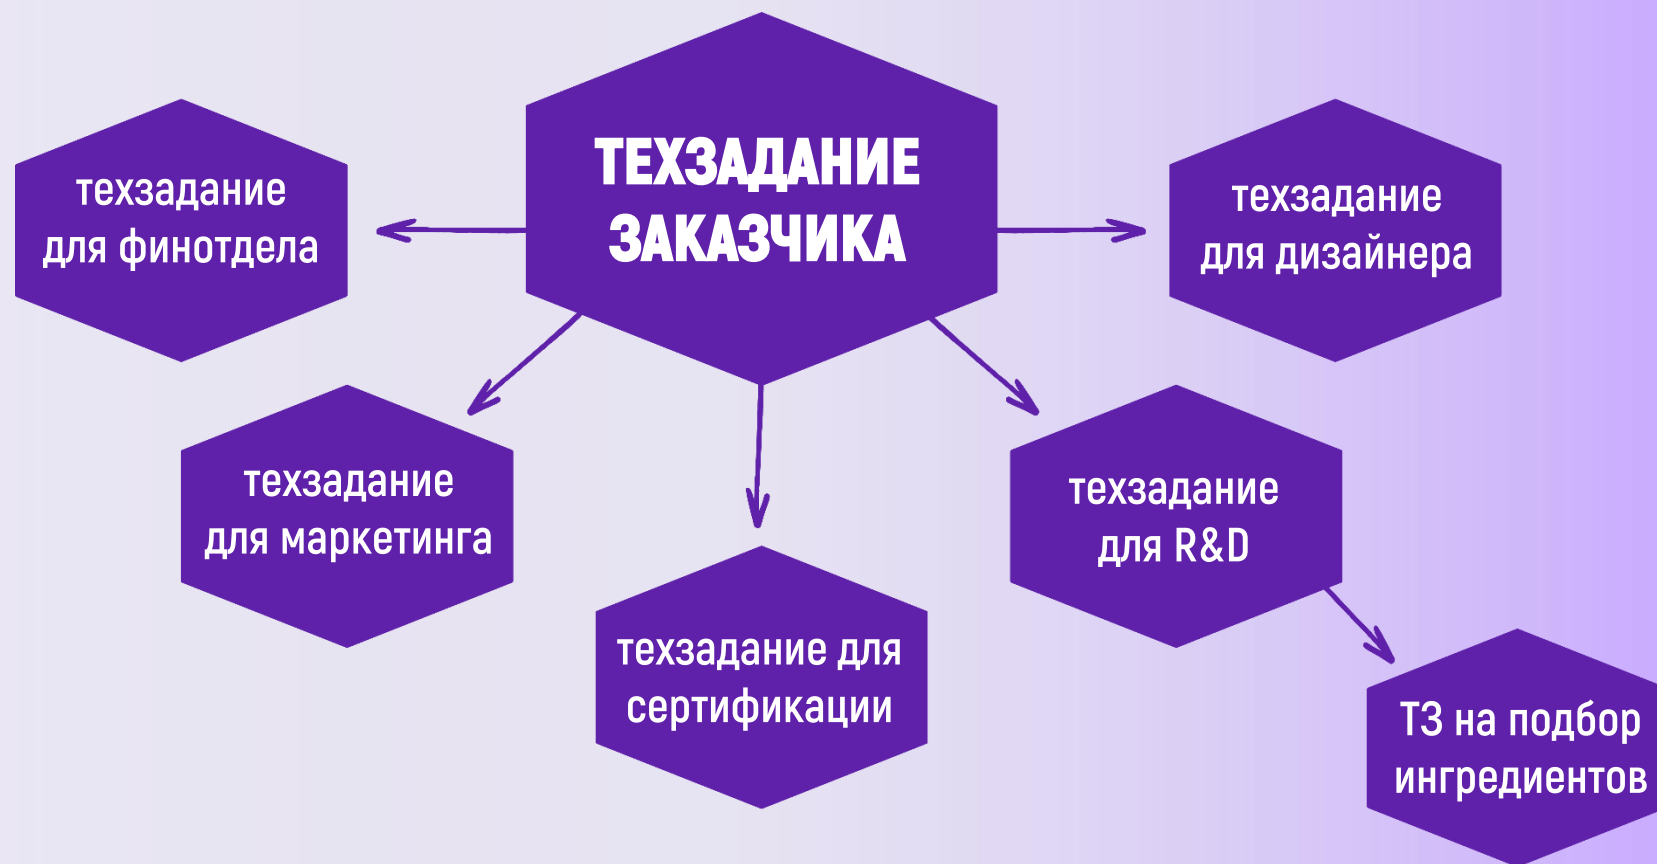 ТЕХЗАДАНИЕ
ЗАКАЗЧИКА
техзадание
для финотдела
техзадание
для дизайнера
техзадание
для маркетинга
техзадание
для R&D
техзадание для
сертификации
ТЗ на подбор
ингредиентов